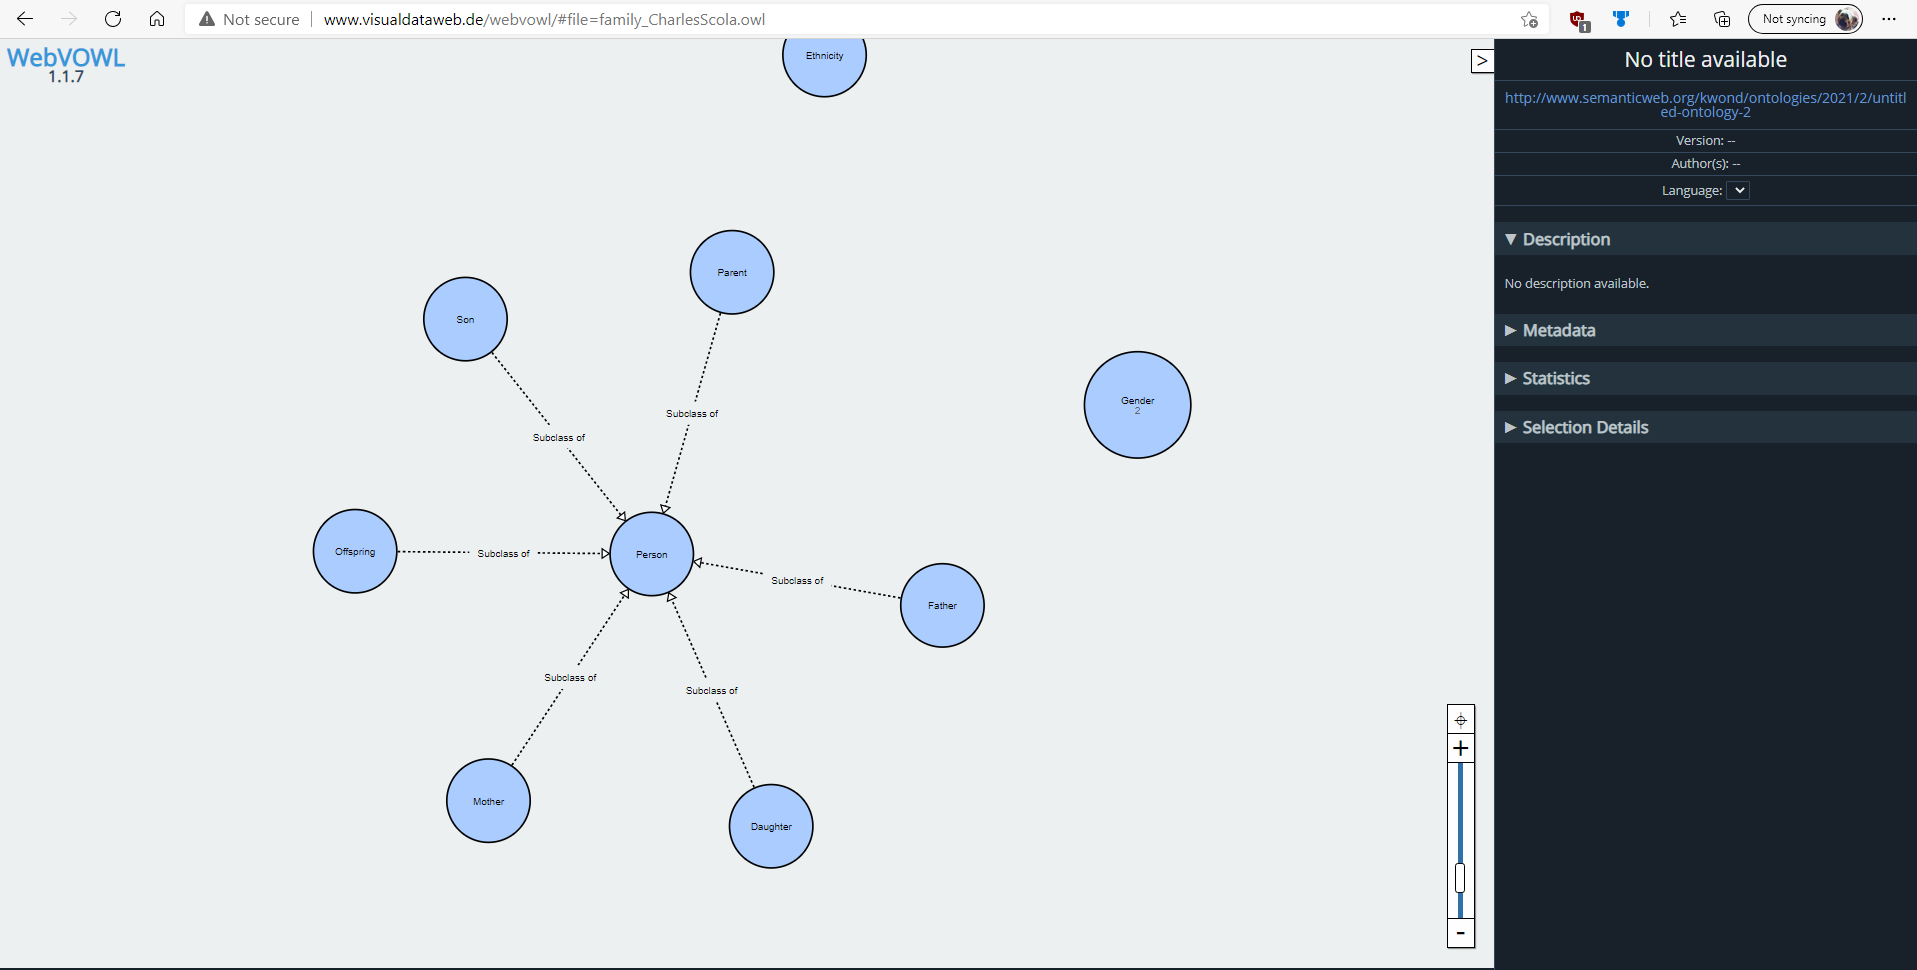 Not secure
www.visualdataweb.de/webvowl/#file=family_CharlesScola.owl
1
Not syncing
WebVOWL
1.1.7
Ethnicity
Parent
Son
Gender
2
Subclass of
Subclass of
Offspring
Subclass of
Person
Subclass of
Father
Subclass of
Subclass of
Mother
Daughter
+
-
>
No title available
http://www.semanticweb.org/kwond/ontologies/2021/2/untitl
ed-ontology-2
Version: --
Author(s): --
Language:
Description
No description available.
Metadata
Statistics
Selection Details